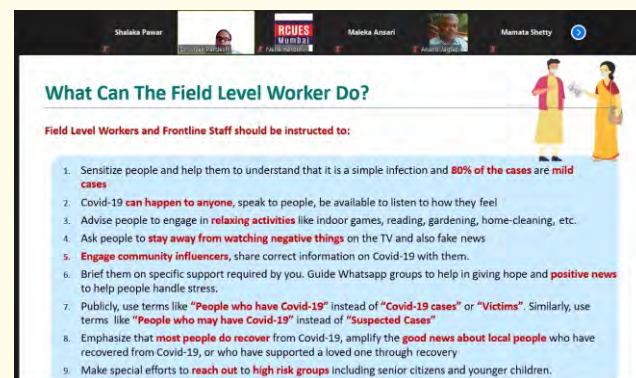 Shalaka Pawar
RCUES
Mumbai
Maleka Ansari
Mamata Shetty
What Can The Field Level Worker Do?
Field Level Workers and Frontline Staff should be instructed to:
1. Sensitize people and help them to understand that it is a simple infection and 80% of the cases are mild
cases
2. Covid-19 can happen to anyone, speak to people, be available to listen to how they feel
3. Advise people to engage in relaxing activities like indoor games, reading, gardening, home-cleaning, etc.
4. Ask people to stay away from watching negative things on the TV and also fake news
5. Engage community influencers, share correct information on Covid-19 with them.
6. Brief them on specific support required by you. Guide Whatsapp groups to help in giving hope and positive news
to help people handle stress.
7. Publicly, use terms like “People who have Covid-19” instead of “Covid-19 cases” or “Victims”. Similarly, use
terms like “People who may have Covid-19” instead of “Suspected Cases”
8. Emphasize that most people do recover from Covid-19, amplify the good news about local people who have
recovered from Covid-19, or who have supported a loved one through recovery
9. Make special efforts to reach out to high risk groups including senior citizens and younger children.